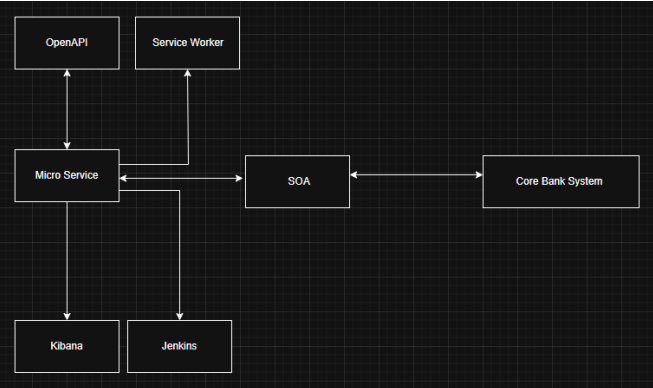 OpenAPI
Service Worker
Micro Service
SOA
Core Bank System
Kibana
Jenkins